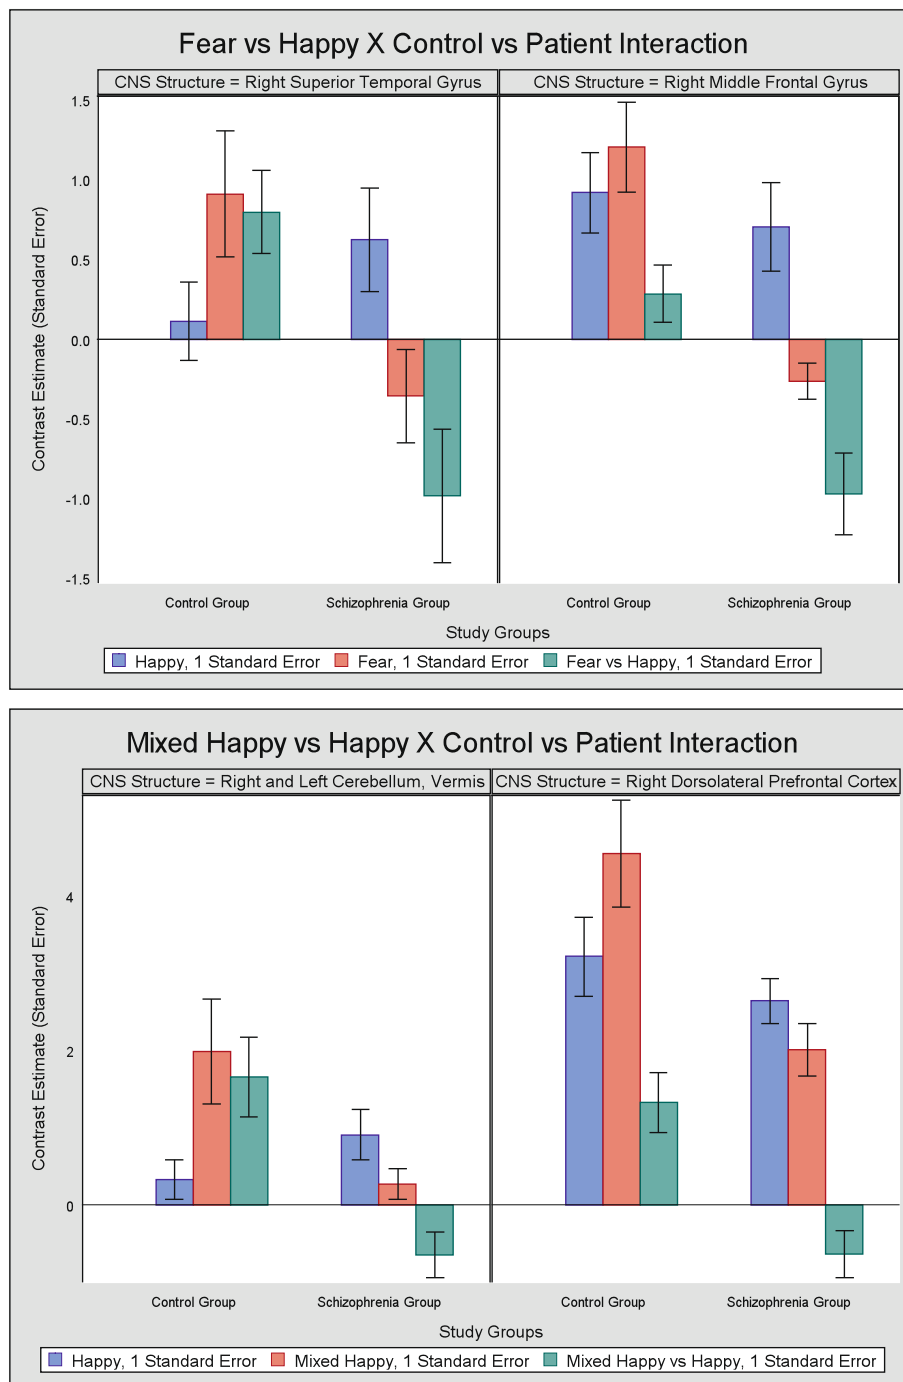 Fear vs Happy X Control vs Patient Interaction
CNS Structure = Right Superior Temporal Gyrus
CNS Structure = Right Middle Frontal Gyrus
Contrast Estimate (Standard Error)
1.5
1.0
0.5
0.0
-0.5
-1.0
-1.5
Control Group
Schizophrenia Group
Control Group
Schizophrenia Group
Study Groups
Happy, 1 Standard Error
Fear, 1 Standard Error
Fear vs Happy, 1 Standard Error
Mixed Happy vs Happy X Control vs Patient Interaction
CNS Structure = Right and Left Cerebellum, Vermis
CNS Structure = Right Dorsolateral Prefrontal Cortex
Contrast Estimate (Standard Error)
4
2
0
Control Group
Schizophrenia Group
Control Group
Schizophrenia Group
Study Groups
Happy, 1 Standard Error
Mixed Happy, 1 Standard Error
Mixed Happy vs Happy, 1 Standard Error